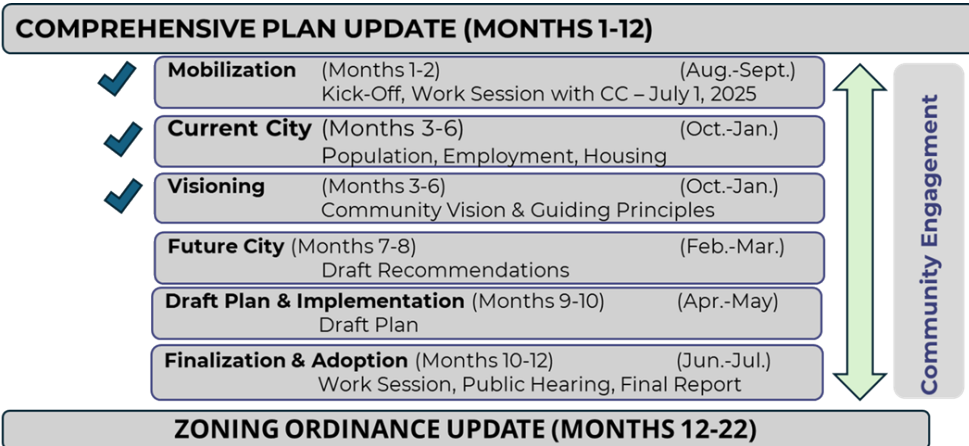 COMPREHENSIVE PLAN UPDATE (MONTHS 1-12)
Mobilization (Months 1-2) (Aug.-Sept.)
Kick-Off, Work Session with CC – July 1, 2025
Current City (Months 3-6) (Oct.-Jan.)
Population, Employment, Housing
Visioning (Months 3-6) (Oct.-Jan.)
Community Vision & Guiding Principles
Future City (Months 7-8) (Feb.-Mar.)
Draft Recommendations
Draft Plan & Implementation (Months 9-10) (Apr.-May)
Draft Plan
Finalization & Adoption (Months 10-12) (Jun.-Jul.)
Work Session, Public Hearing, Final Report
Community Engagement
ZONING ORDINANCE UPDATE (MONTHS 12-22)